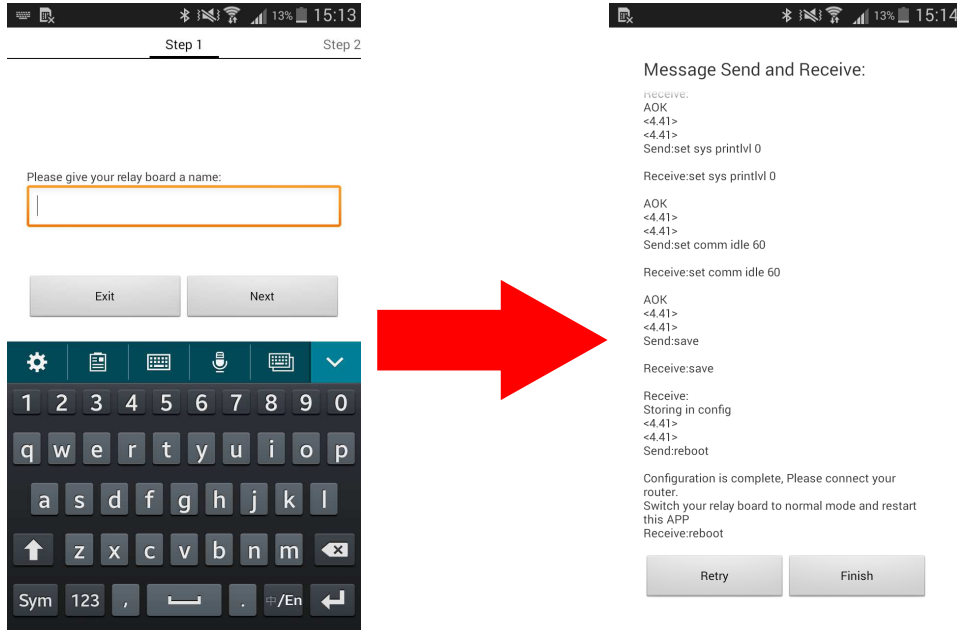 13% 15:13
Step 1 Step 2
Please give your relay board a name:
Exit Next
1 2 3 4 5 6 7 8 9 0
q w e r t y u i o p
a s d f g h j k l
z x c v b n m
Sym 123 , . 中/En
13% 15:14
Message Send and Receive:
Receive:
AOK
<4.41>
<4.41>
Send:set sys printlvl 0
Receive:set sys printlvl 0
AOK
<4.41>
<4.41>
Send:set comm idle 60
Receive:set comm idle 60
AOK
<4.41>
<4.41>
Send:save
Receive:save
Receive:
Storing in config
<4.41>
<4.41>
Send:reboot
Configuration is complete, Please connect your
router.
Switch your relay board to normal mode and restart
this APP
Receive:reboot
Retry Finish